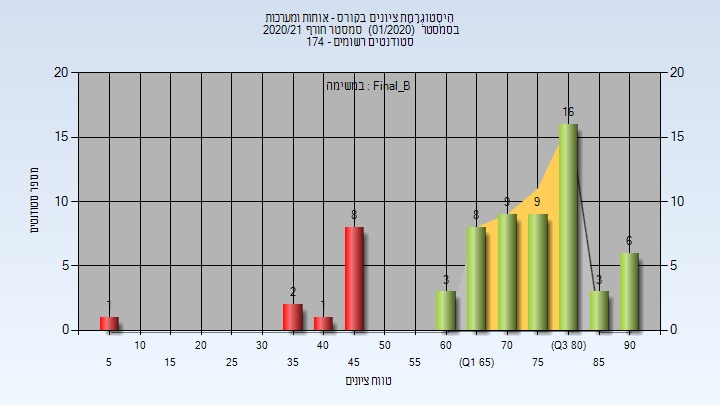 היסטוגרמת ציונים בקורס - אותות ומערכות
בסמסטר (01/2020) סמסטר חורף 2020/21
סטודנטים רשומים - 174
במשימה : Final_B
20 20
15 15
10 10
5 5
0 0
מספר סטודנטים
1 2 1 8 3 8 9 9 16 3 6
10 20 30 40 60 70 (Q3 80) 90
5 15 25 35 45 (Q1 65) 75 85
טווח ציונים